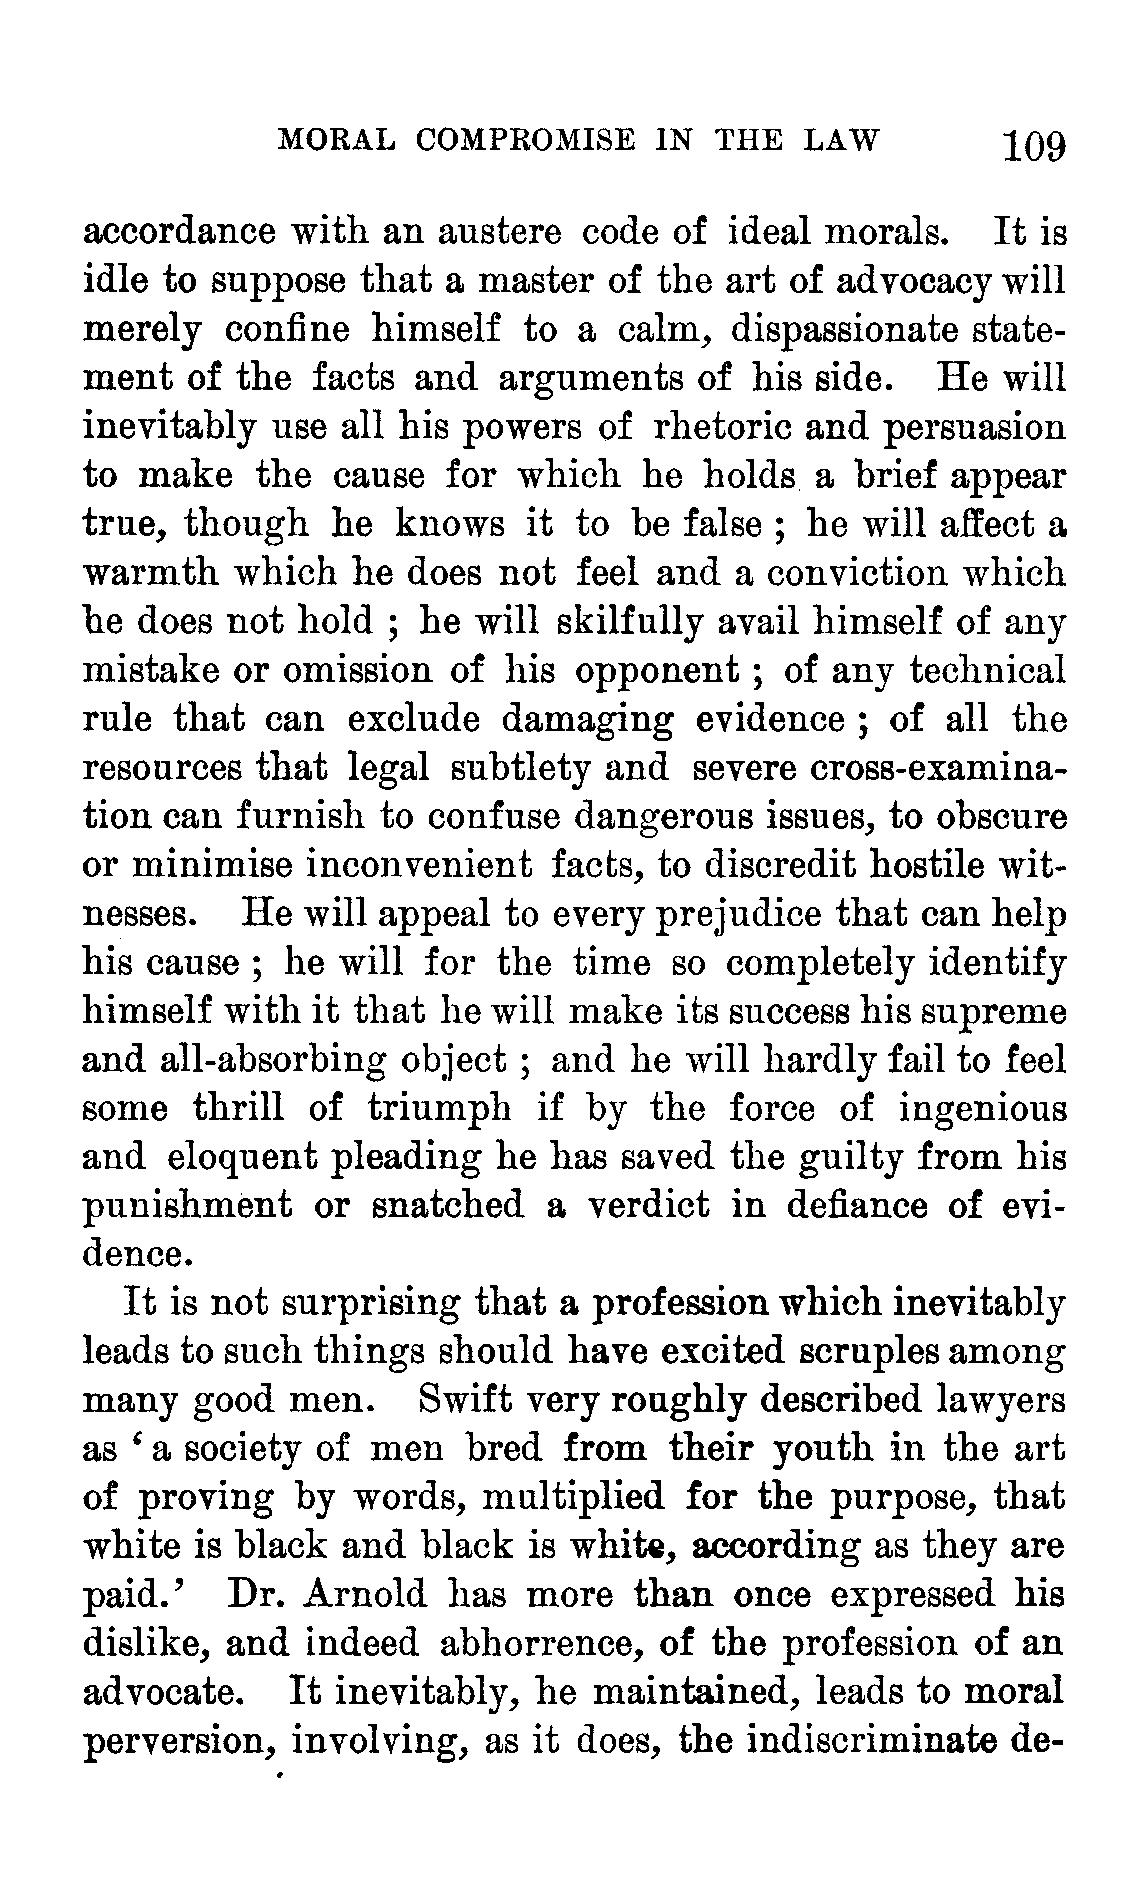 MORAL COMPROMISE IN THE LAW 109
accordance with an austere code of ideal morals. It is
idle to suppose that a master of the art of advocacy will
merely confine himself to a calm, dispassionate state-
ment of the facts and arguments of his side. He will
inevitably use all his powers of rhetoric and persuasion
to make the cause for which he holds a brief appear
true, though he knows it to be false ; he will affect a
warmth which he does not feel and a conviction which
he does not hold ; he will skilfully avail himself of any
mistake or omission of his opponent ; of any technical
rule that can exclude damaging evidence ; of all the
resources that legal subtlety and severe cross-examina-
tion can furnish to confuse dangerous issues, to obscure
or minimise inconvenient facts, to discredit hostile wit-
nesses. He will appeal to every prejudice that can help
his cause ; he will for the time so completely identify
himself with it that he will make its success his supreme
and all-absorbing object ; and he will hardly fail to feel
some thrill of triumph if by the force of ingenious
and eloquent pleading he has saved the guilty from his
punishment or snatched a verdict in defiance of evi-
dence.
It is not surprising that a profession which inevitably
leads to such things should have excited scruples among
many good men. Swift very roughly described lawyers
as ‘ a society of men bred from their youth in the art
of proving by words, multiplied for the purpose, that
white is black and black is white, according as they are
paid.’ Dr. Arnold has more than once expressed his
dislike, and indeed abhorrence, of the profession of an
advocate. It inevitably, he maintained, leads to moral
perversion, involving, as it does, the indiscriminate de-